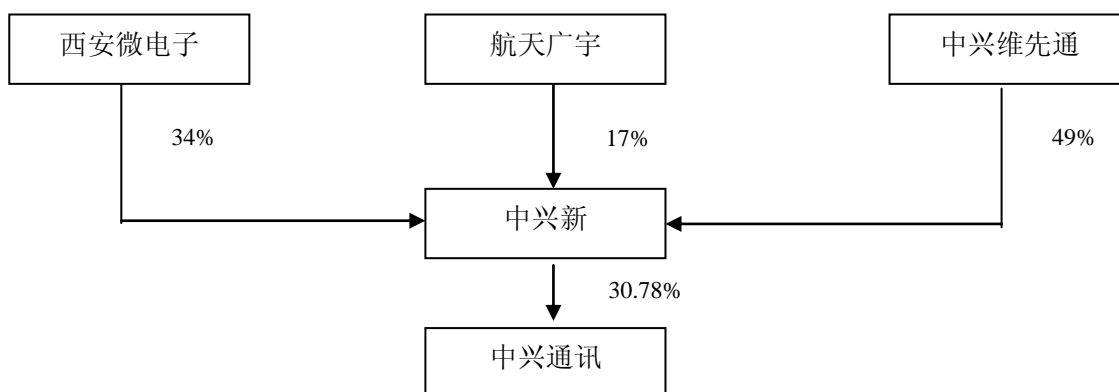 西安微电子
航天广宇
中兴维先通
34%
17%
49%
中兴新
30.78%
中兴通讯